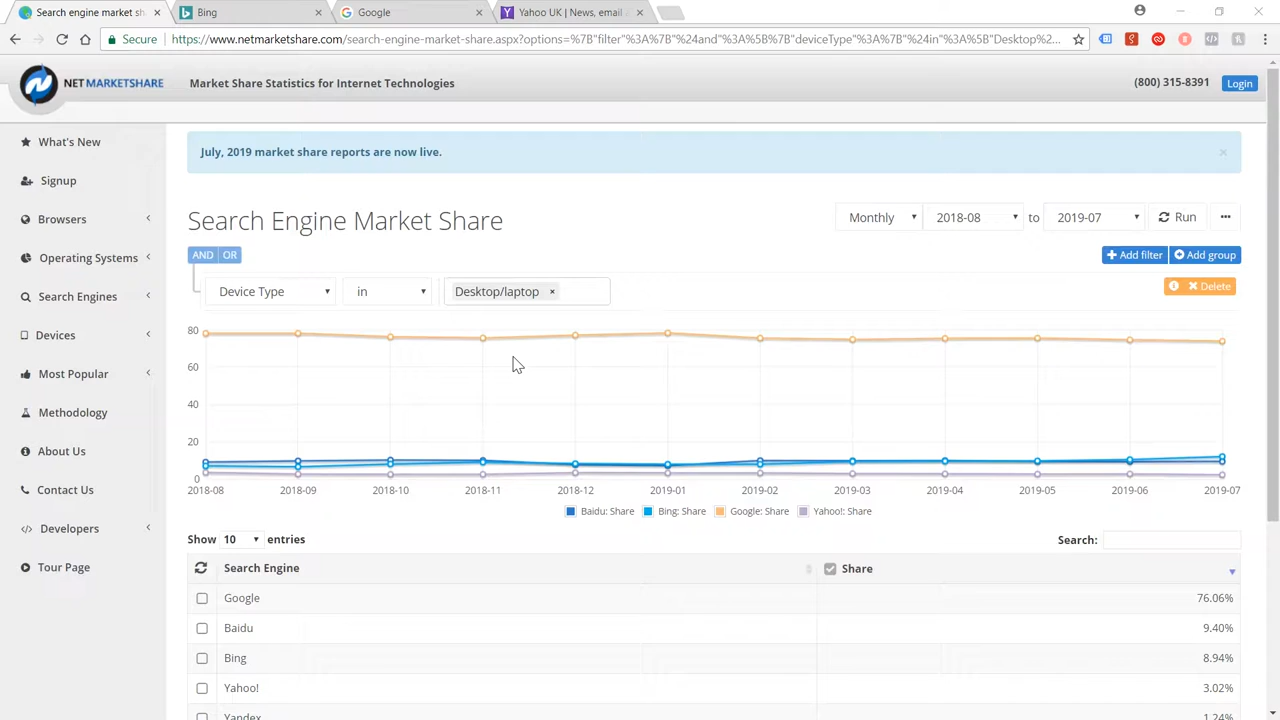 Search engine market sh
Bing
Google
Yahoo UK | News, email
Secure
https://www.netmarketshare.com/search-engine-market-share.aspx?options=%7B"filter"%3A%7B"%24and"%3A%5B%7B"deviceType"%3A%7B"%24in"%3A%5B"Desktop%2...
NETMARKETSHARE
Market Share Statistics for Internet Technologies
(800) 315-8391
Login
What's New
Signup
Browsers
Operating Systems
Search Engines
Devices
Most Popular
Methodology
About Us
Contact Us
Developers
Tour Page
July, 2019 market share reports are now live.
Search Engine Market Share
Monthly
2018-08
to
2019-07
Run
AND OR
Add filter
Add group
Device Type
in
Desktop/laptop ×
Delete
80
60
40
20
0
2018-08 2018-09 2018-10 2018-11 2018-12 2019-01 2019-02 2019-03 2019-04 2019-05 2019-06 2019-07
Baidu: Share Bing: Share Google: Share Yahoo!: Share
Show 10 entries
Search:
Search Engine Share
Google 76.06%
Baidu 9.40%
Bing 8.94%
Yahoo! 3.02%
Yandex 1.24%